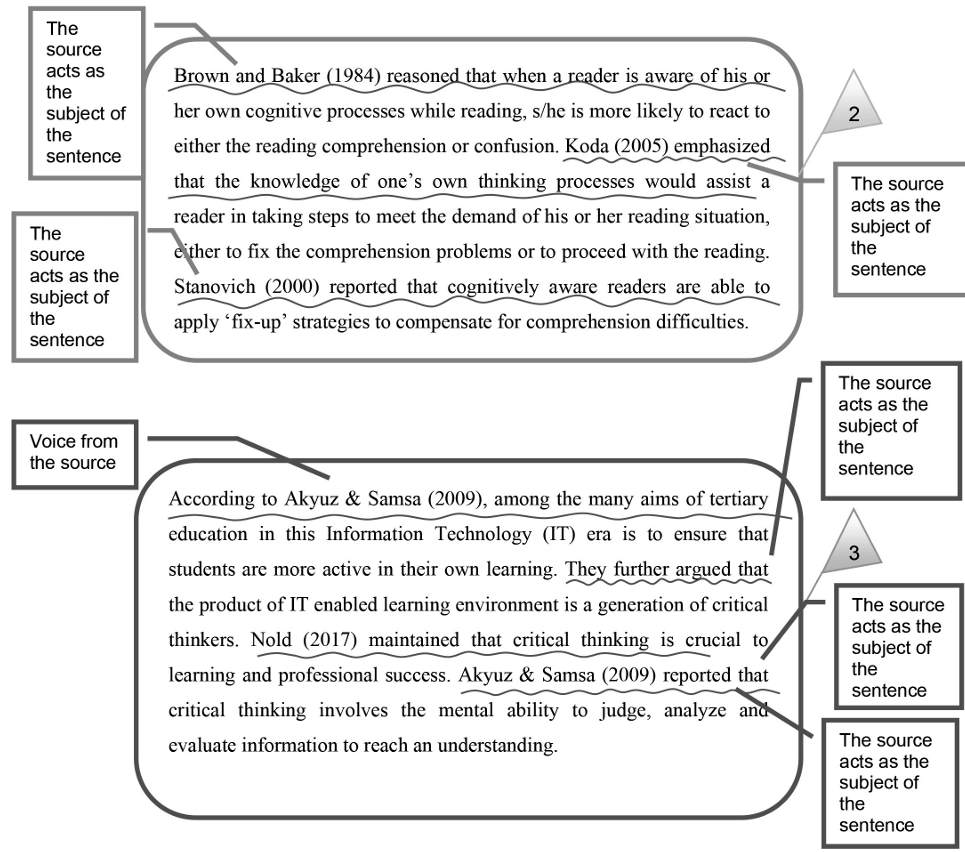 The
source
acts as
the
subject of
the
sentence
Brown and Baker (1984) reasoned that when a reader is aware of his or
her own cognitive processes while reading, s/he is more likely to react to
either the reading comprehension or confusion. Koda (2005) emphasized
that the knowledge of one's own thinking processes would assist a
reader in taking steps to meet the demand of his or her reading situation,
either to fix the comprehension problems or to proceed with the reading.
Stanovich (2000) reported that cognitively aware readers are able to
apply 'fix-up' strategies to compensate for comprehension difficulties.
2
The source
acts as the
subject of
the
sentence
The
source
acts as the
subject of
the
sentence
The source
acts as the
subject of
the
sentence
Voice from
the source
According to Akyuz & Samsa (2009), among the many aims of tertiary
education in this Information Technology (IT) era is to ensure that
students are more active in their own learning. They further argued that
the product of IT enabled learning environment is a generation of critical
thinkers. Nold (2017) maintained that critical thinking is crucial to
learning and professional success. Akyuz & Samsa (2009) reported that
critical thinking involves the mental ability to judge, analyze and
evaluate information to reach an understanding.
3
The source
acts as the
subject of
the
sentence
The source
acts as the
subject of
the
sentence